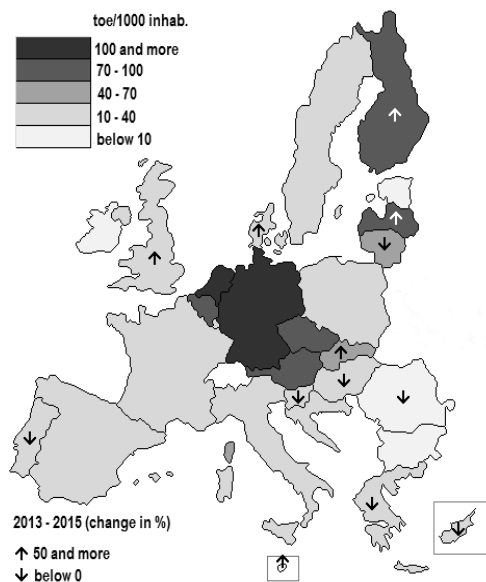 toe/1000 inhab.
100 and more
70 - 100
40 - 70
10 - 40
below 10
2013 - 2015 (change in %)
↑ 50 and more
↓ below 0